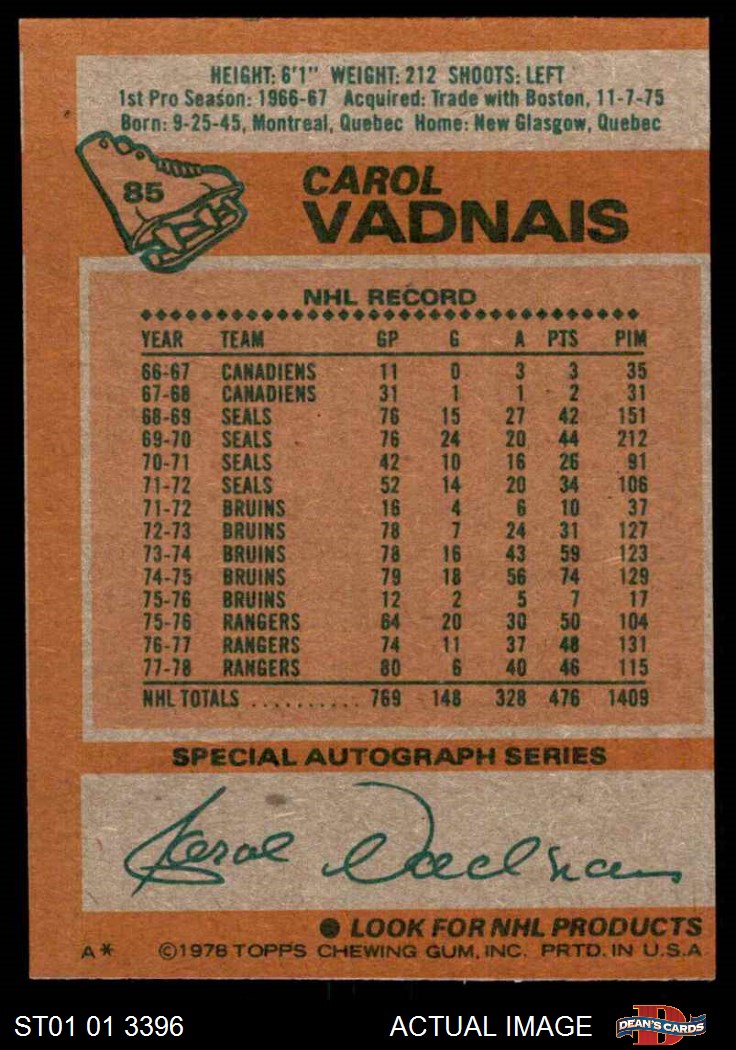 HEIGHT: 6'1" WEIGHT: 212 SHOOTS: LEFT
1st Pro Season: 1966-67 Acquired: Trade with Boston, 11-7-75
Born: 9-25-45, Montreal, Quebec Home: New Glasgow, Quebec
85
CAROL
VADNAIS
NHL RECORD
YEAR TEAM GP G A PTS PIM
66-67 CANADIENS 11 0 3 3 35
67-68 CANADIENS 31 1 1 2 31
68-69 SEALS 76 15 27 42 151
69-70 SEALS 76 24 20 44 212
70-71 SEALS 42 10 16 26 91
71-72 SEALS 52 14 20 34 106
71-72 BRUINS 16 4 6 10 37
72-73 BRUINS 78 7 24 31 127
73-74 BRUINS 78 16 43 59 123
74-75 BRUINS 79 18 56 74 129
75-76 BRUINS 12 2 5 7 17
75-76 RANGERS 64 20 30 50 104
76-77 RANGERS 74 11 37 48 131
77-78 RANGERS 80 6 40 46 115
NHL TOTALS .......... 769 148 328 476 1409
SPECIAL AUTOGRAPH SERIES
Carol Vadnais
● LOOK FOR NHL PRODUCTS
A* ©1978 TOPPS CHEWING GUM, INC. PRTD. IN U.S.A
ST01 01 3396 ACTUAL IMAGE D DEAN'S CARDS